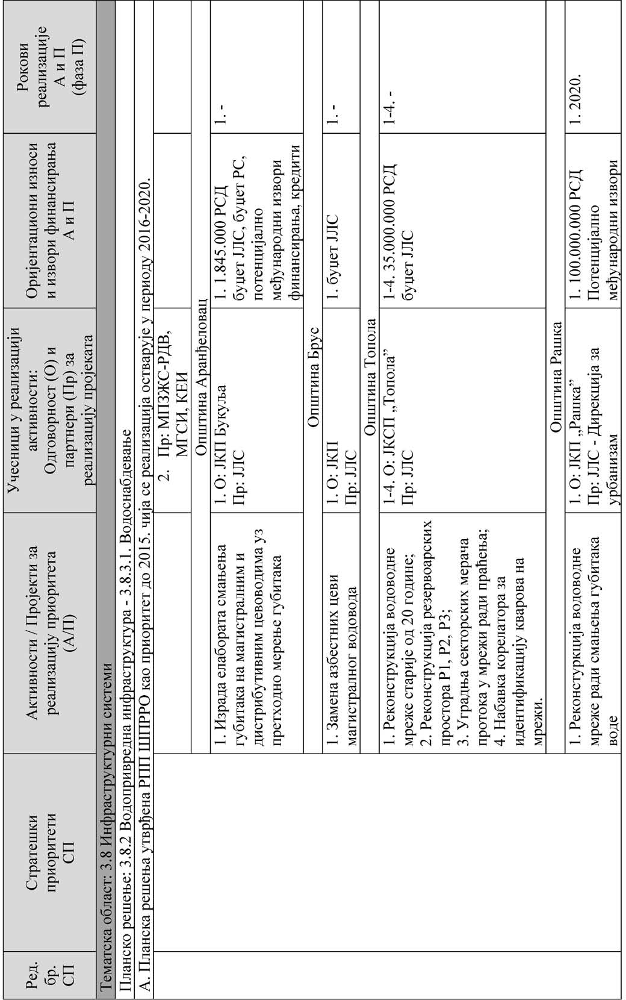 Ред.
бр.
СП
Стратешки
приоритети
СП
Активности / Пројекти за
реализацију приоритета
(А/П)
Учесници у реализацији
активности:
Одговорност (О) и
партнери (Пр) за
реализацију пројеката
Оријентациони износи
и извори финансирања
А и П
Рокови
реализације
А и П
(фаза П)
Тематска област: 3.8 Инфраструктурни системи
Планско решење: 3.8.2 Водопривредна инфраструктура - 3.8.3.1. Водоснабдевање
А. Планска решења утврђена РПП ШПРРО као приоритет до 2015. чија се реализација остварује у периоду 2016-2020.
2. Пр: МПЗЖС-РДВ,
МГСИ, КЕИ
Општина Аранђеловац
1. Израда елабората смањења
губитака на магистралним и
дистрибутивним цевоводима уз
претходно мерење губитака
1. О: ЈКП Букуља
Пр: ЈЛС
1. 1.845.000 РСД
буџет ЈЛС, буџет РС,
потенцијално
међународни извори
финансирања, кредити
1. -
Општина Брус
1. Замена азбестних цеви
магистралног водовода
1. О: ЈКП
Пр: ЈЛС
1. буџет ЈЛС
1. -
Општина Топола
1. Реконструкција водоводне
мреже старије од 20 године;
2. Реконструкција резервоарских
простора Р1, Р2, Р3;
3. Уградња секторских мерача
протока у мрежи ради праћења;
4. Набавка корелатора за
идентификацију кварова на
мрежи.
1-4. О: ЈКСП „Топола”
Пр: ЈЛС
1-4. 35.000.000 РСД
буџет ЈЛС
1-4. -
Општина Рашка
1. Реконстуркција водоводне
мреже ради смањења губитака
воде
1. О: ЈКП „Рашка”
Пр: ЈЛС - Дирекција за
урбанизам
1. 100.000.000 РСД
Потенцијално
међународни извори
1. 2020.